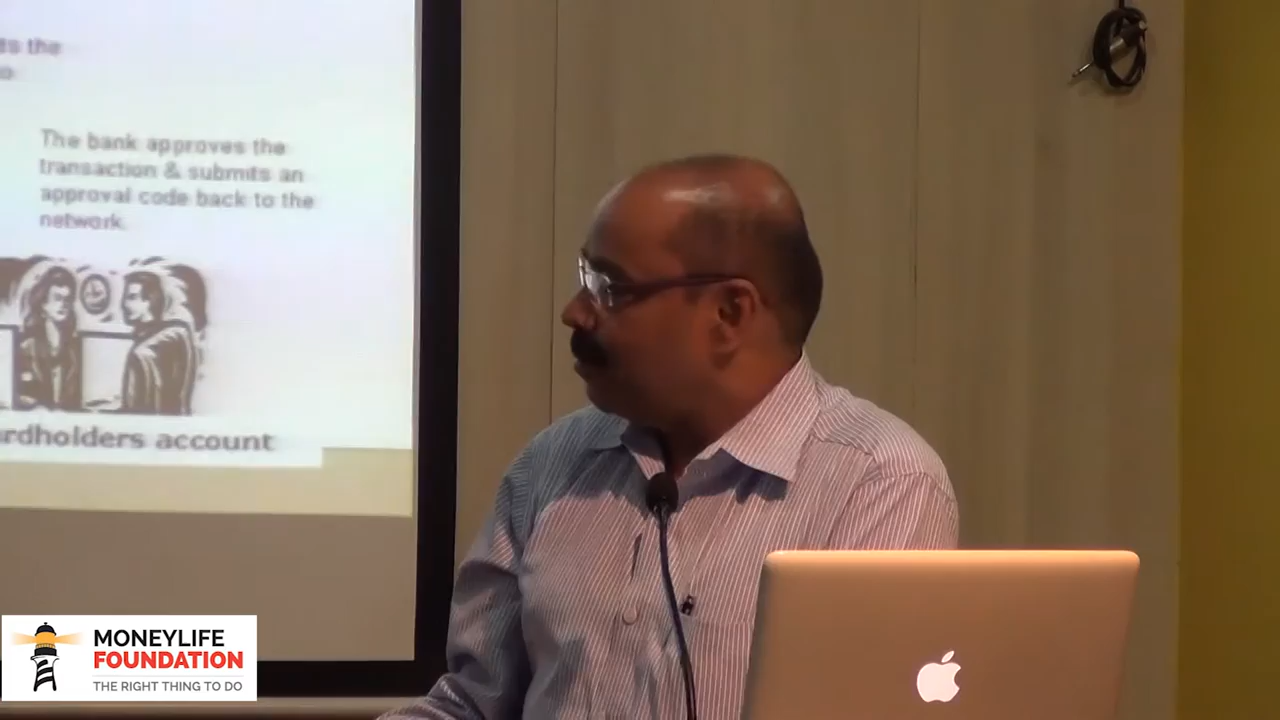 the
The bank approves the
transaction & submits an
approval code back to the
network.
rdholders account
MONEYLIFE
FOUNDATION
THE RIGHT THING TO DO